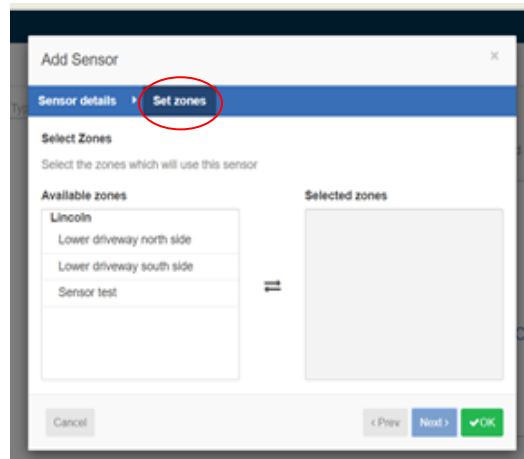 Add Sensor ×
Sensor details Set zones
Select Zones
Select the zones which will use this sensor
Available zones Selected zones
Lincoln
Lower driveway north side
Lower driveway south side
Sensor test
Cancel ‹ Prev Next › ✔OK